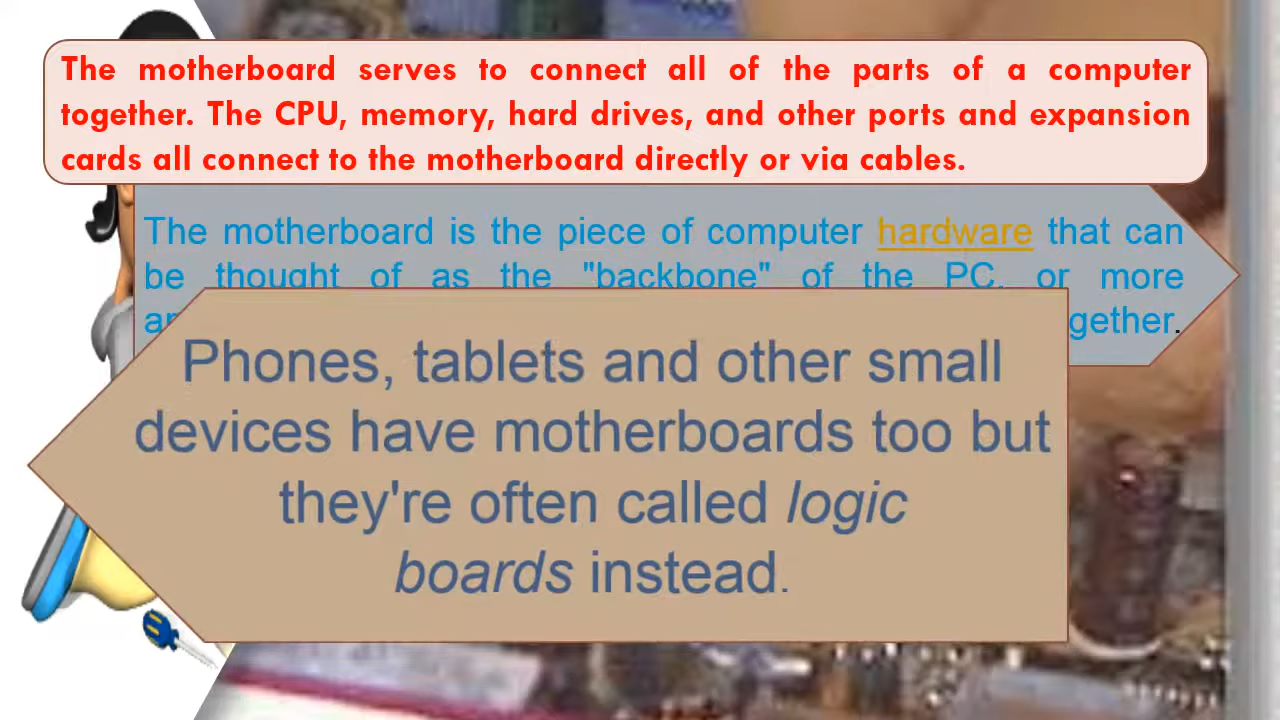 The motherboard serves to connect all of the parts of a computer
together. The CPU, memory, hard drives, and other ports and expansion
cards all connect to the motherboard directly or via cables.
The motherboard is the piece of computer hardware that can
be thought of as the "backbone" of the PC, or more
gether.
Phones, tablets and other small
devices have motherboards too but
they're often called logic
boards instead.